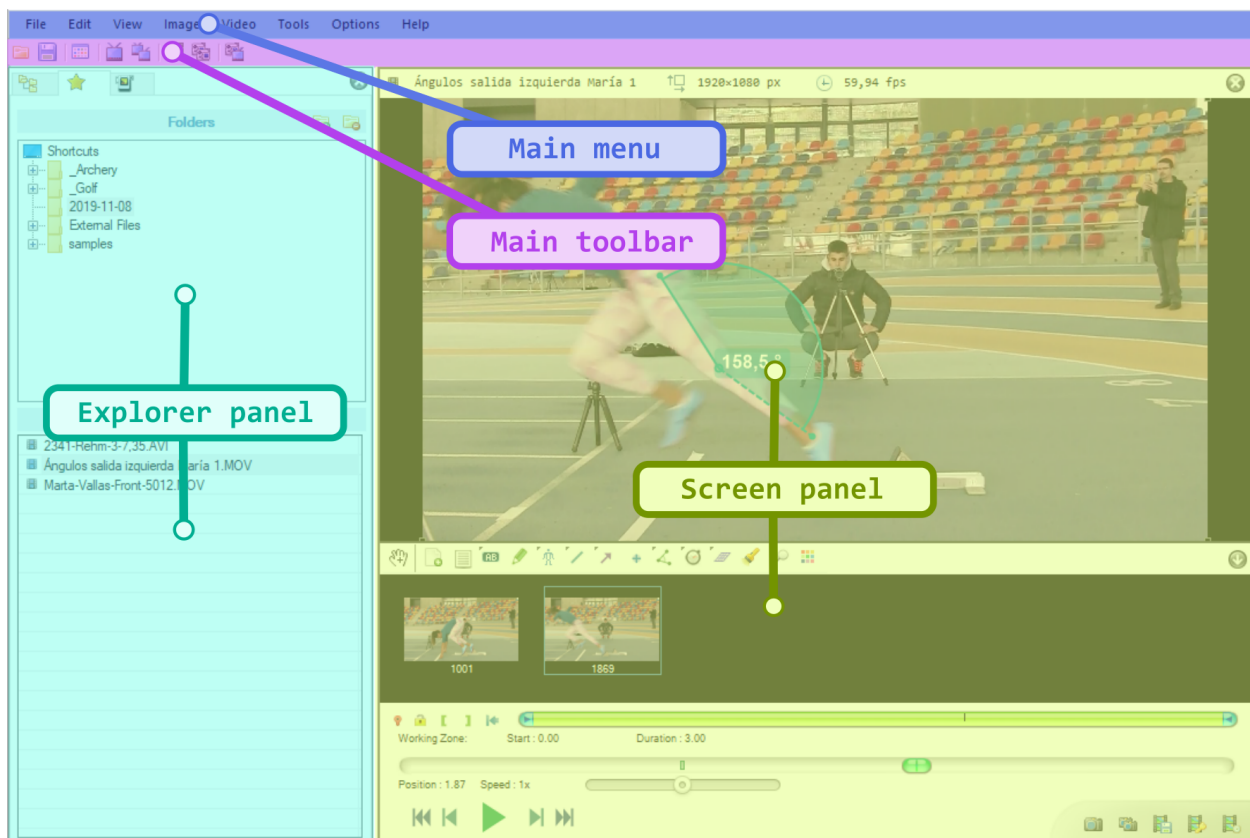 File Edit View Image Video Tools Options Help
Ángulos salida izquierda María 1 1920x1080 px 59,94 fps
Folders
Main menu
Shortcuts
_Archery
_Golf
2019-11-08
External Files
samples
Main toolbar
158,5 °
Explorer panel
2341-Rehm-3-7,35.AVI
Ángulos salida izquierda María 1.MOV
Marta-Vallas-Front-5012.MOV
Screen panel
AB
1001 1869
Working Zone: Start : 0.00 Duration : 3.00
Position : 1.87 Speed : 1x